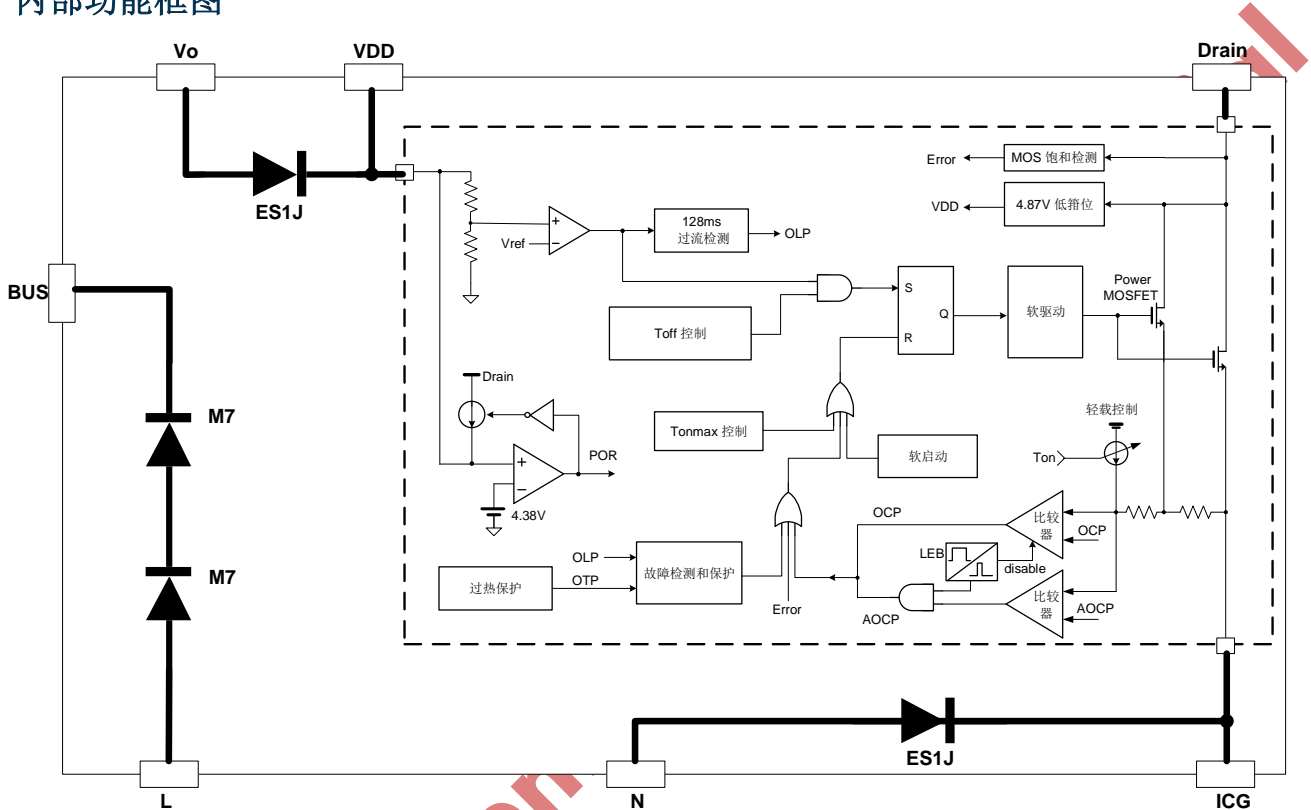 内部功能框图
Vo
VDD
Drain
ES1J
Error
MOS 饱和检测
VDD
4.87V 低箝位
Vref
+
−
128ms
过流检测
OLP
BUS
Toff 控制
S
Q
R
软驱动
Power
MOSFET
M7
Drain
Tonmax 控制
软启动
轻载控制
Ton
POR
+
−
4.38V
OCP
比较
器
OCP
LEB
disable
M7
过热保护
OLP
OTP
故障检测和保护
Error
AOCP
比较
器
AOCP
ES1J
L
N
ICG